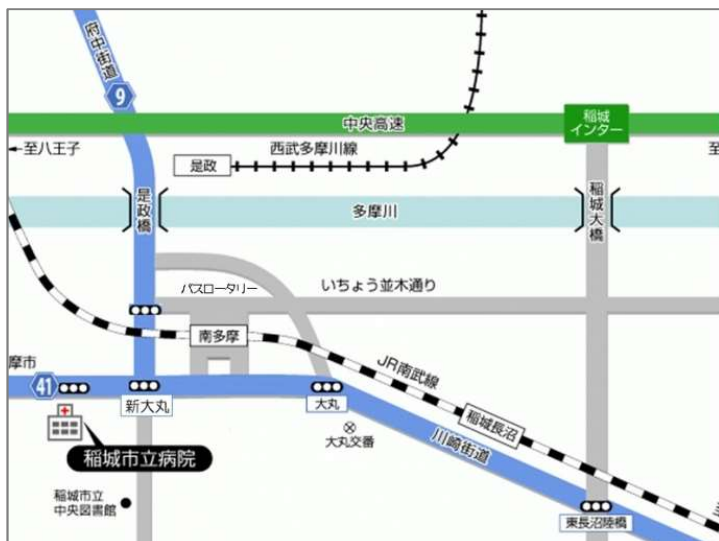 府中街道
9
中央高速
稲城
インター
←至八王子
至
是政
西武多摩川線
是政橋
多摩川
稲城大橋
バスロータリー
いちょう並木通り
南多摩
JR南武線
摩市
41
新大丸
大丸
稲城長沼
大丸交番
川崎街道
稲城市立病院
稲城市立
中央図書館
東長沼陸橋
至